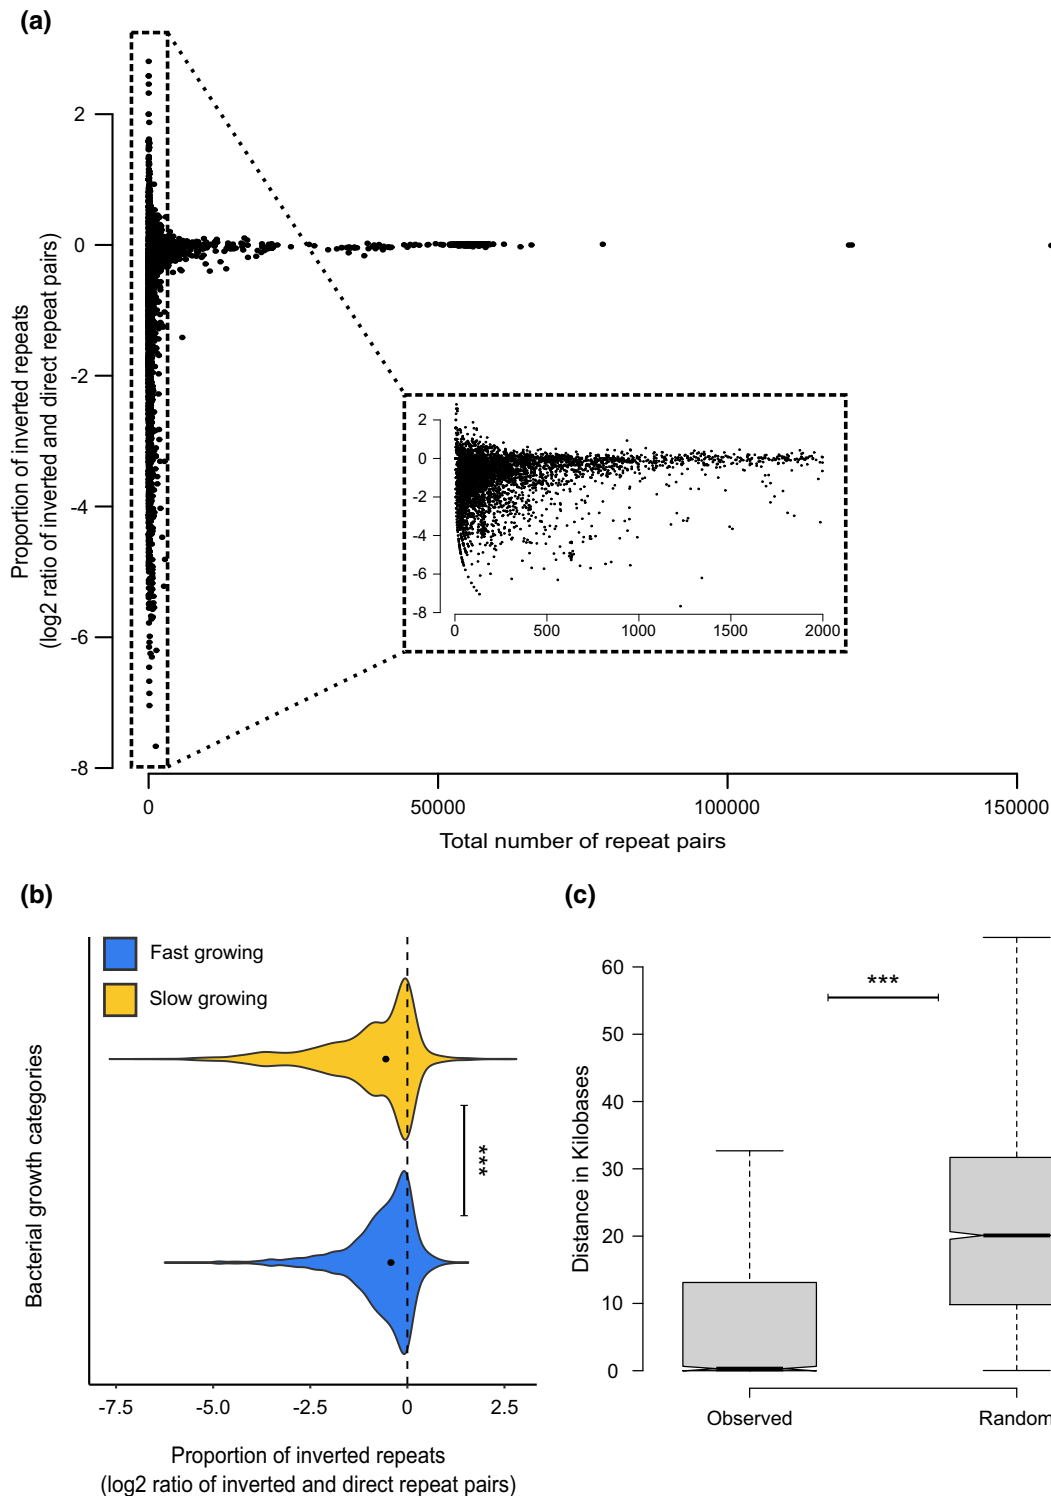 (a)
Proportion of inverted repeats
(log2 ratio of inverted and direct repeat pairs)
2
0
-2
-4
-6
-8
0
50000
100000
150000
Total number of repeat pairs
2
0
-2
-4
-6
-8
0
500
1000
1500
2000
(b)
Fast growing
Slow growing
Bacterial growth categories
***
-7.5
-5.0
-2.5
0
2.5
Proportion of inverted repeats
(log2 ratio of inverted and direct repeat pairs)
(c)
Distance in Kilobases
60
50
40
30
20
10
0
***
Observed
Random